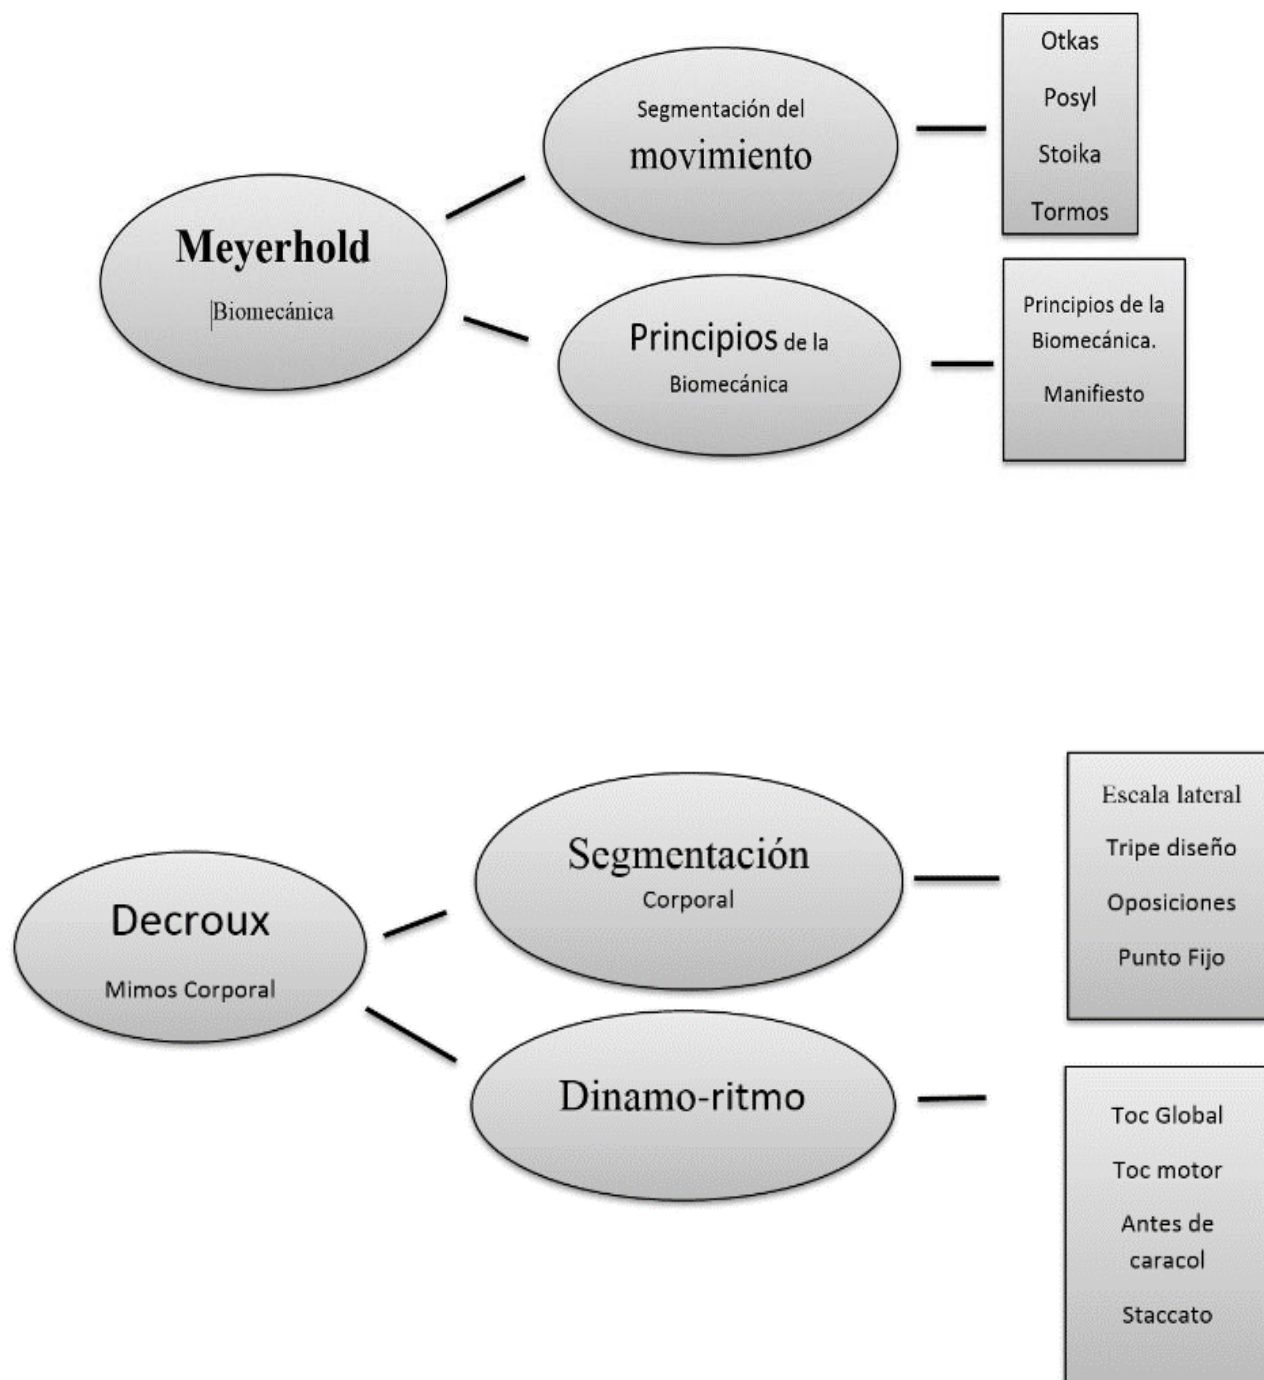 Otkas
Posyl
Stoika
Tormos
Segmentación del
movimiento
Meyerhold
Biomecánica
Principios de la
Biomecánica
Principios de la
Biomecánica.
Manifiesto
Escala lateral
Tripe diseño
Oposiciones
Punto Fijo
Segmentación
Corporal
Decroux
Mimos Corporal
Dinamo-ritmo
Toc Global
Toc motor
Antes de
caracol
Staccato